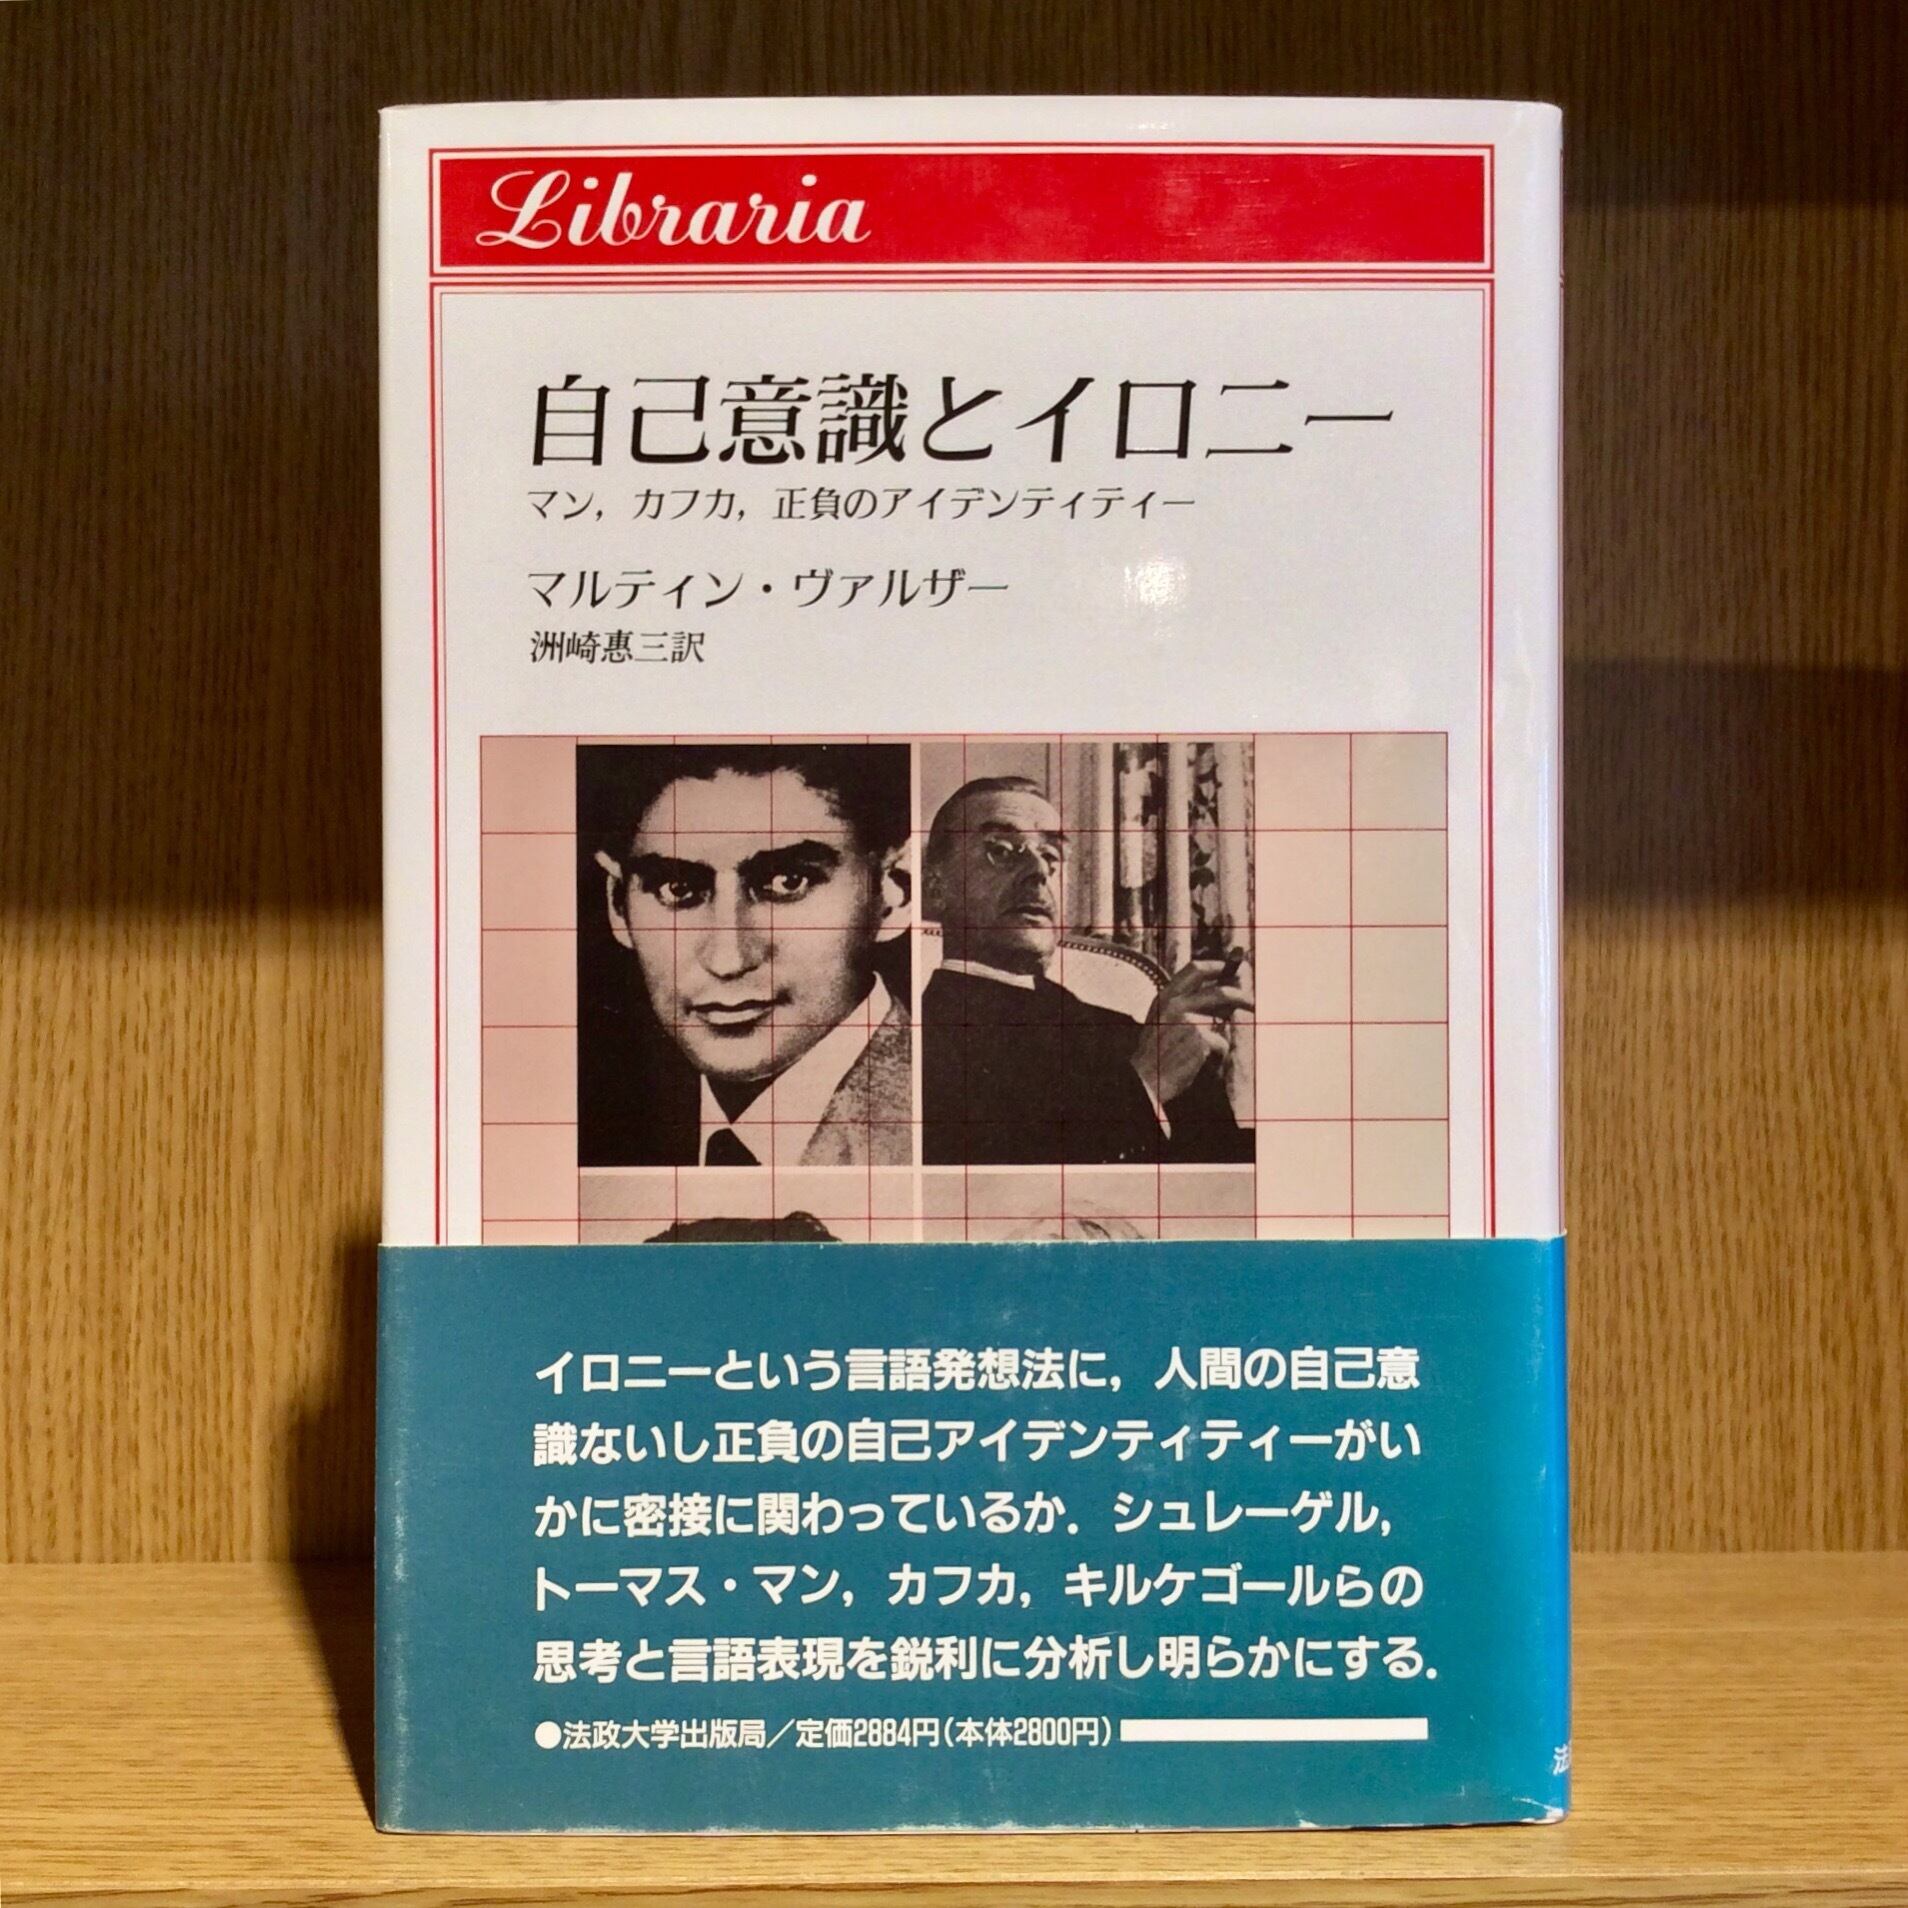 Libraria
自己意識とイロニー
マン，カフカ，正負のアイデンティティー
マルティン・ヴァルザー
洲崎惠三訳
イロニーという言語発想法に，人間の自己意
識ないし正負の自己アイデンティティーがい
かに密接に関わっているか．シュレーゲル，
トーマス・マン，カフカ，キルケゴールらの
思考と言語表現を鋭利に分析し明らかにする．
●法政大学出版局／定価2884円（本体2800円）
法